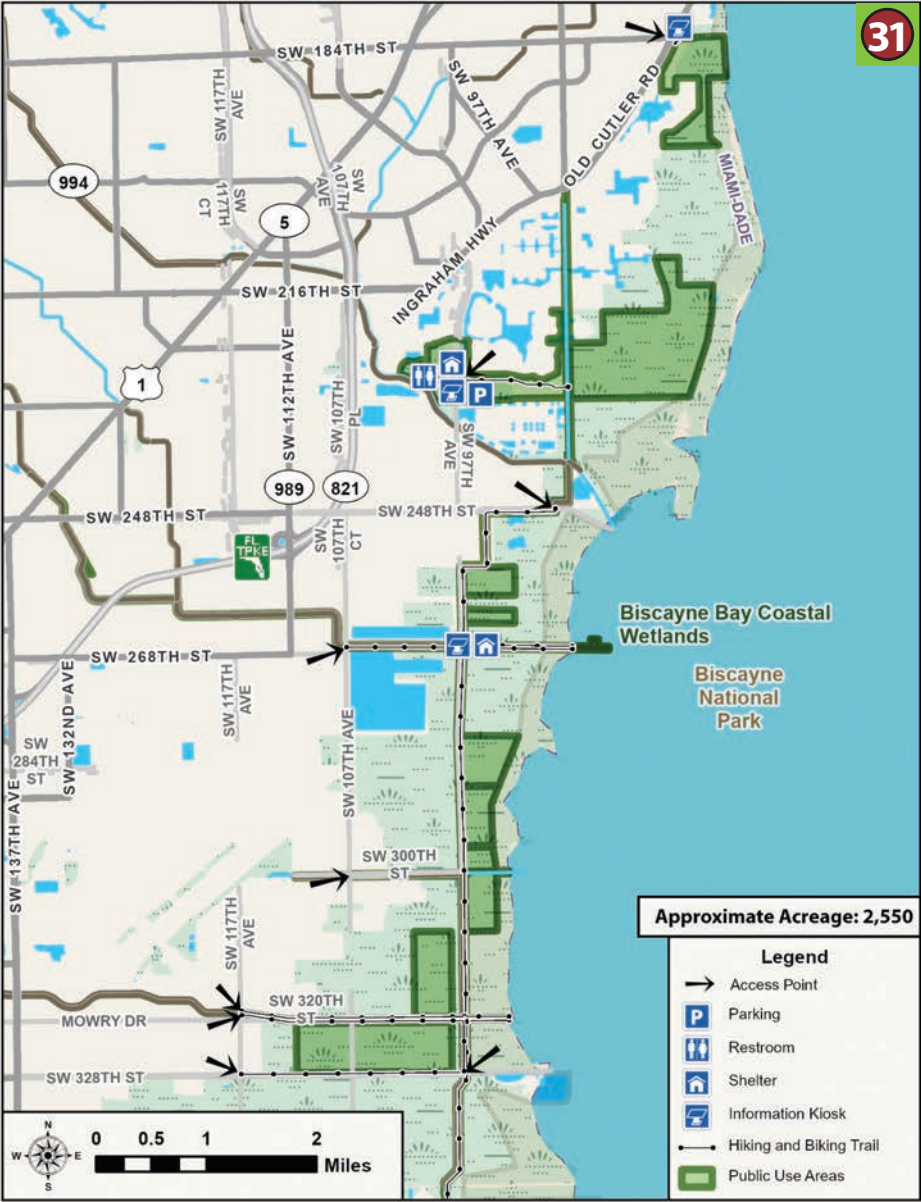 31
SW 184TH ST
SW 117TH
AVE
SW 97TH AVE
OLD CUTLER RD
MIAMI-DADE
994
SW
117TH
CT
SW
107TH
AVE
5
INGRAHAM HWY
SW 216TH ST
1
SW 112TH AVE
SW 107TH
PL
P
SW 97TH
AVE
989
821
SW 248TH ST
SW 248TH ST
FL
TPKE
SW
107TH
CT
Biscayne Bay Coastal
Wetlands
SW 268TH ST
Biscayne
National
Park
SW 132ND AVE
SW 117TH
AVE
SW
284TH
ST
SW 107TH AVE
SW 137TH AVE
SW 300TH
ST
SW 117TH
AVE
SW 320TH
ST
MOWRY DR
SW 328TH ST
N
W E
S
0 0.5 1 2
Miles
Approximate Acreage: 2,550
Legend
Access Point
P Parking
Restroom
Shelter
Information Kiosk
Hiking and Biking Trail
Public Use Areas